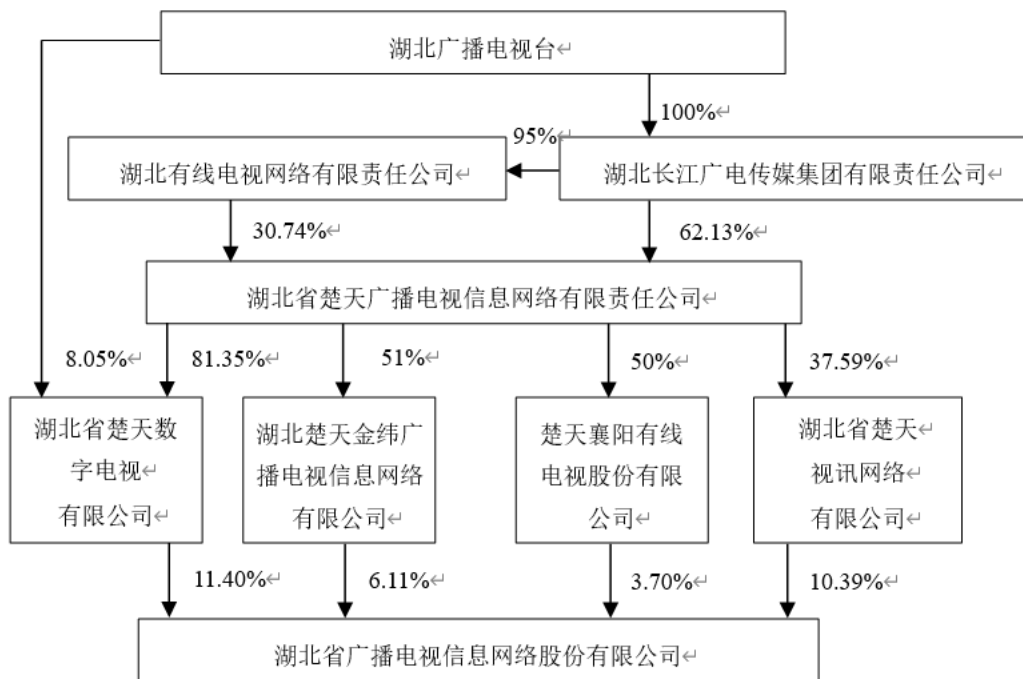 湖北广播电视台↵
100%↵
95%↵
湖北有线电视网络有限责任公司↵
湖北长江广电传媒集团有限责任公司↵
30.74%↵
62.13%↵
湖北省楚天广播电视信息网络有限责任公司↵
8.05%↵
81.35%↵
51%↵
50%↵
37.59%↵
湖北省楚天数
字电视↵
有限公司↵
湖北楚天金纬广
播电视信息网络
有限公司↵
楚天襄阳有线
电视股份有限
公司↵
湖北省楚天↵
视讯网络
有限公司↵
11.40%↵
6.11%↵
3.70%↵
10.39%↵
湖北省广播电视信息网络股份有限公司↵